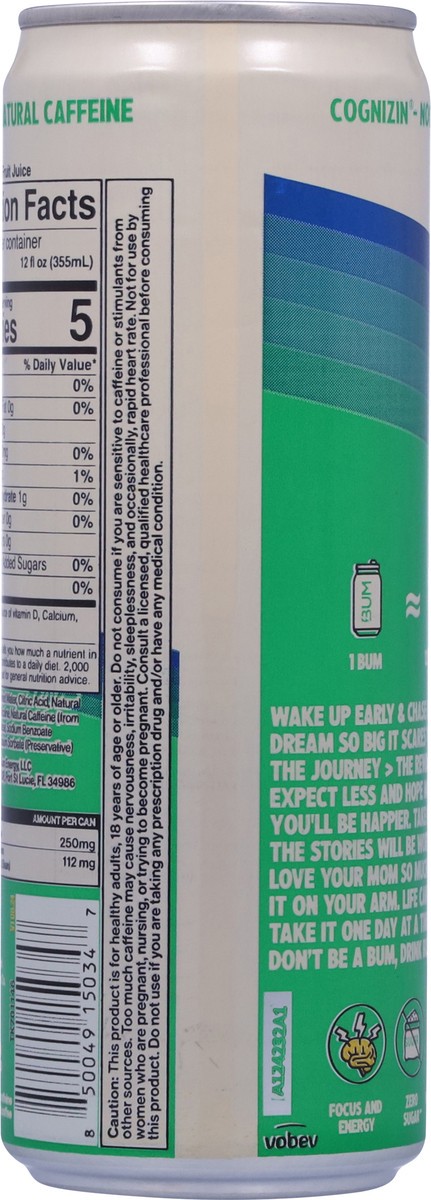 NATURAL CAFFEINE
COGNIZIN®-
Fruit Juice
Facts
container
12 fl oz (355mL)
5
% Daily Value*
0%
0g 0%
0%
1%
1g 0%
0g 0%
0g
Added Sugars 0%
0%
of vitamin D, Calcium,
you how much a nutrient in
to a daily diet. 2,000
general nutrition advice.
Water, Citric Acid, Natural
Natural Caffeine (from
Sodium Benzoate
Sorbate (Preservative)
Energy, LLC
Port St Lucie, FL 34986
AMOUNT PER CAN
250mg
112 mg
8 50049 15034 7
Caution: This product is for healthy adults, 18 years of age or older. Do not consume if you are sensitive to caffeine or stimulants from
other sources. Too much caffeine may cause nervousness, irritability, sleeplessness, and occasionally, rapid heart rate. Not for use by
women who are pregnant, nursing, or trying to become pregnant. Consult a licensed, qualified healthcare professional before consuming
this product. Do not use if you are taking any prescription drug and/or have any medical condition.
BUM
≈
1 BUM
WAKE UP EARLY & CHASE
DREAM SO BIG IT SCARES
THE JOURNEY > THE
EXPECT LESS AND HOPE
YOU'LL BE HAPPIER. TAKE
THE STORIES WILL BE
LOVE YOUR MOM SO
IT ON YOUR ARM. LIFE
TAKE IT ONE DAY AT A
DON'T BE A BUM, DRINK
A12A282A1
FOCUS AND
ENERGY
ZERO
SUGAR
vobev